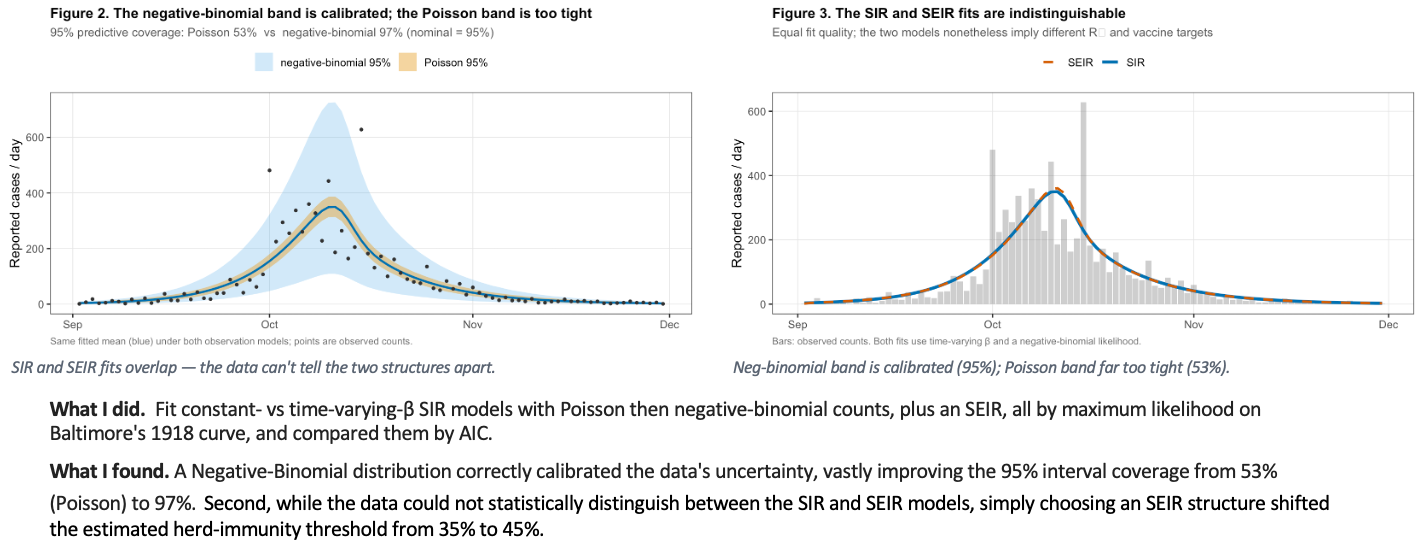 Figure 2. The negative-binomial band is calibrated; the Poisson band is too tight
95% predictive coverage: Poisson 53%  vs  negative-binomial 97% (nominal = 95%)
negative-binomial 95%  Poisson 95%
Reported cases / day
600
400
200
0
Sep  Oct  Nov  Dec
Same fitted mean (blue) under both observation models; points are observed counts.
SIR and SEIR fits overlap — the data can't tell the two structures apart.
Figure 3. The SIR and SEIR fits are indistinguishable
Equal fit quality; the two models nonetheless imply different R□ and vaccine targets
SEIR  SIR
Reported cases / day
600
400
200
0
Sep  Oct  Nov  Dec
Bars: observed counts. Both fits use time-varying β and a negative-binomial likelihood.
Neg-binomial band is calibrated (95%); Poisson band far too tight (53%).
What I did.  Fit constant- vs time-varying-β SIR models with Poisson then negative-binomial counts, plus an SEIR, all by maximum likelihood on
Baltimore's 1918 curve, and compared them by AIC.
What I found. A Negative-Binomial distribution correctly calibrated the data's uncertainty, vastly improving the 95% interval coverage from 53%
(Poisson) to 97%.  Second, while the data could not statistically distinguish between the SIR and SEIR models, simply choosing an SEIR structure shifted
the estimated herd-immunity threshold from 35% to 45%.